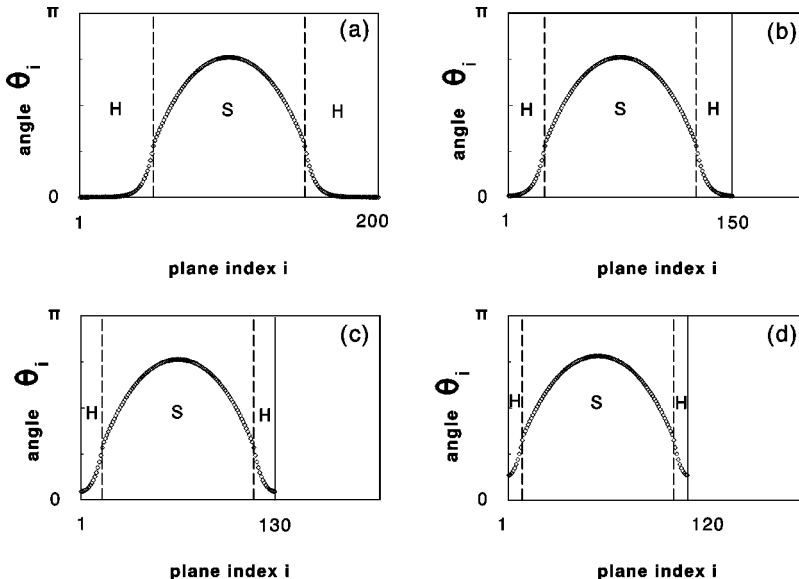 π
(a)
angle θi
H
S
H
0
1
200
plane index i
π
(b)
angle θi
H
S
H
0
1
150
plane index i
π
(c)
angle θi
H
S
H
0
1
130
plane index i
π
(d)
angle θi
H
S
H
0
1
120
plane index i